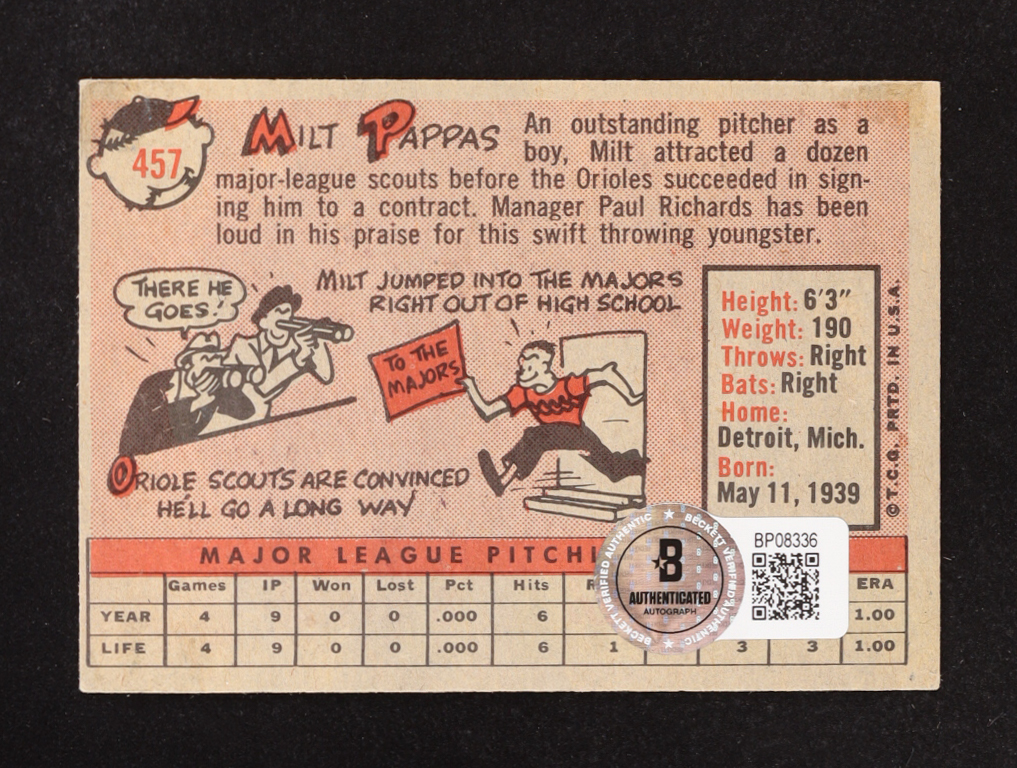 457
MILT PAPPAS
An outstanding pitcher as a
boy, Milt attracted a dozen
major-league scouts before the Orioles succeeded in sign-
ing him to a contract. Manager Paul Richards has been
loud in his praise for this swift throwing youngster.
THERE HE
GOES!
MILT JUMPED INTO THE MAJORS
RIGHT OUT OF HIGH SCHOOL
TO THE
MAJORS
ORIOLE SCOUTS ARE CONVINCED
HE'LL GO A LONG WAY
Height: 6'3"
Weight: 190
Throws: Right
Bats: Right
Home:
Detroit, Mich.
Born:
May 11, 1939
©T.C.G. PRTD. IN U.S.A.
MAJOR LEAGUE PITCHI
Games IP Won Lost Pct Hits R ERA
YEAR 4 9 0 0 .000 6 1.00
LIFE 4 9 0 0 .000 6 1 3 3 1.00
BECKETT VERIFIED AUTHENTIC ★ BECKETT VERIFIED AUTHENTIC ★
B
AUTHENTICATED
AUTOGRAPH
BP08336